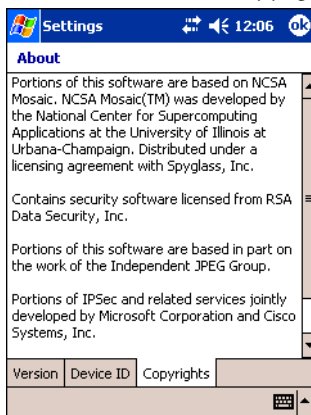 Settings 12:06 ok
About
Portions of this software are based on NCSA
Mosaic. NCSA Mosaic(TM) was developed by
the National Center for Supercomputing
Applications at the University of Illinois at
Urbana-Champaign. Distributed under a
licensing agreement with Spyglass, Inc.
Contains security software licensed from RSA
Data Security, Inc.
Portions of this software are based in part on
the work of the Independent JPEG Group.
Portions of IPSec and related services jointly
developed by Microsoft Corporation and Cisco
Systems, Inc.
Version Device ID Copyrights